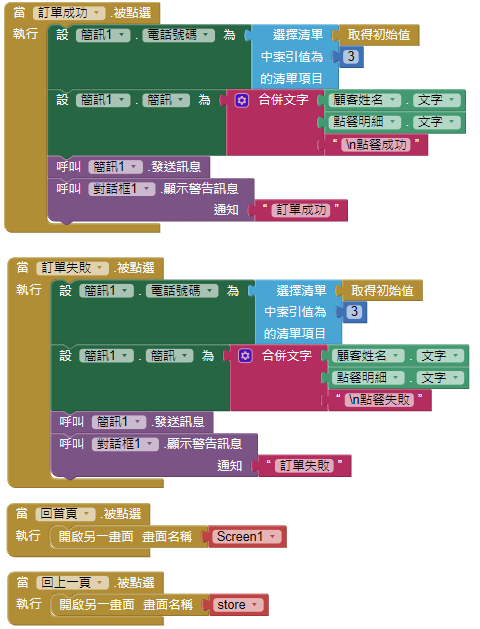 當 訂單成功 .被點選
執行 設 簡訊1 . 電話號碼 為 選擇清單 取得初始值
中索引值為 3
的清單項目
設 簡訊1 . 簡訊 為 合併文字 顧客姓名 . 文字
點餐明細 . 文字
“ \n點餐成功 ”
呼叫 簡訊1 .發送訊息
呼叫 對話框1 .顯示警告訊息
通知 “ 訂單成功 ”
當 訂單失敗 .被點選
執行 設 簡訊1 . 電話號碼 為 選擇清單 取得初始值
中索引值為 3
的清單項目
設 簡訊1 . 簡訊 為 合併文字 顧客姓名 . 文字
點餐明細 . 文字
“ \n點餐失敗 ”
呼叫 簡訊1 .發送訊息
呼叫 對話框1 .顯示警告訊息
通知 “ 訂單失敗 ”
當 回首頁 .被點選
執行 開啟另一畫面 畫面名稱 Screen1
當 回上一頁 .被點選
執行 開啟另一畫面 畫面名稱 store